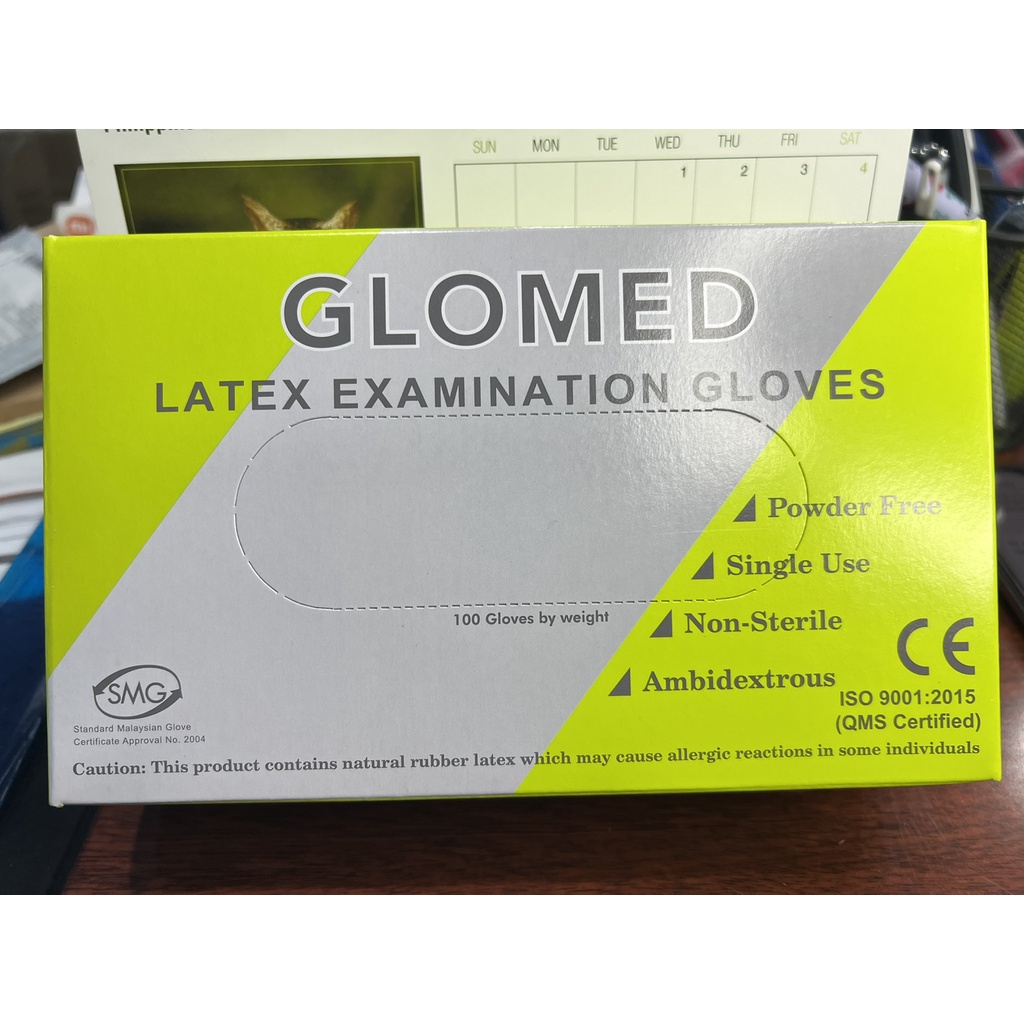 SUN MON TUE WED THU FRI SAT
1 2 3 4
GLOMED
LATEX EXAMINATION GLOVES
Powder Free
Single Use
100 Gloves by weight
Non-Sterile
Ambidextrous
CE
ISO 9001:2015
(QMS Certified)
SMG
Standard Malaysian Glove
Certificate Approval No. 2004
Caution: This product contains natural rubber latex which may cause allergic reactions in some individuals